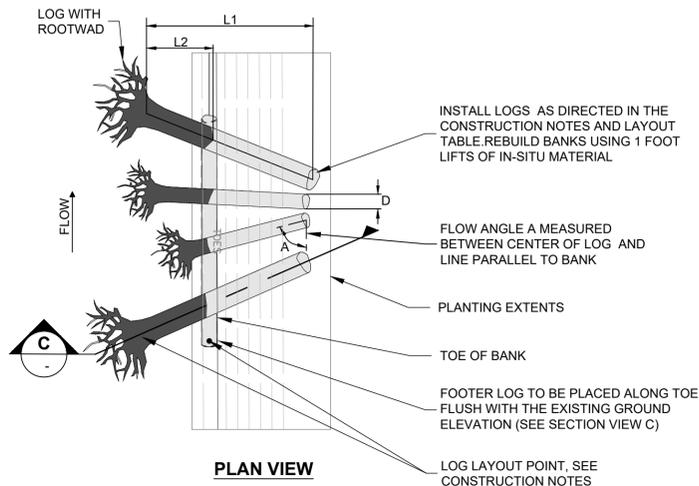 LOG WITH
ROOTWAD
L1
L2
INSTALL LOGS AS DIRECTED IN THE
CONSTRUCTION NOTES AND LAYOUT
TABLE.REBUILD BANKS USING 1 FOOT
LIFTS OF IN-SITU MATERIAL
D
FLOW
TOES
A
FLOW ANGLE A MEASURED
BETWEEN CENTER OF LOG AND
LINE PARALLEL TO BANK
PLANTING EXTENTS
C
-
TOE OF BANK
FOOTER LOG TO BE PLACED ALONG TOE
FLUSH WITH THE EXISTING GROUND
ELEVATION (SEE SECTION VIEW C)
PLAN VIEW
LOG LAYOUT POINT, SEE
CONSTRUCTION NOTES